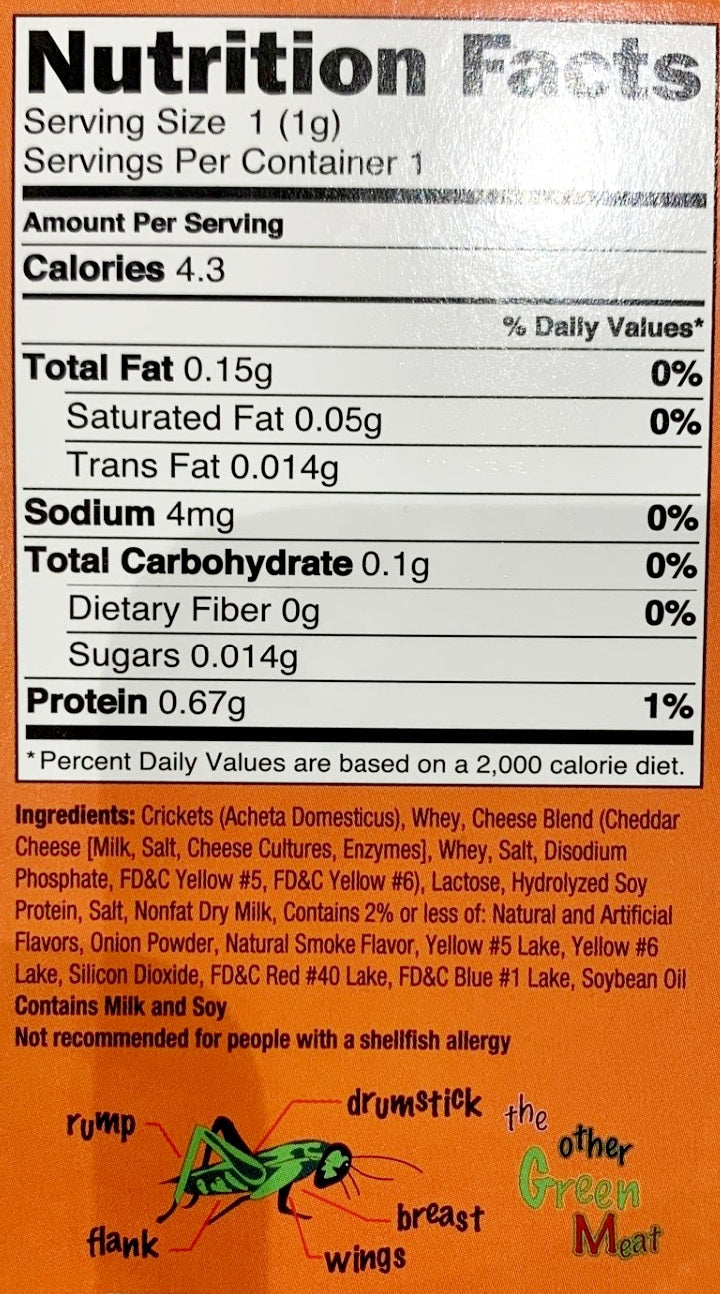 Nutrition Facts
Serving Size 1 (1g)
Servings Per Container 1
Amount Per Serving
Calories 4.3
% Daily Values*
Total Fat 0.15g 0%
Saturated Fat 0.05g 0%
Trans Fat 0.014g
Sodium 4mg 0%
Total Carbohydrate 0.1g 0%
Dietary Fiber 0g 0%
Sugars 0.014g
Protein 0.67g 1%
*Percent Daily Values are based on a 2,000 calorie diet.
Ingredients: Crickets (Acheta Domesticus), Whey, Cheese Blend (Cheddar
Cheese [Milk, Salt, Cheese Cultures, Enzymes], Whey, Salt, Disodium
Phosphate, FD&C Yellow #5, FD&C Yellow #6), Lactose, Hydrolyzed Soy
Protein, Salt, Nonfat Dry Milk, Contains 2% or less of: Natural and Artificial
Flavors, Onion Powder, Natural Smoke Flavor, Yellow #5 Lake, Yellow #6
Lake, Silicon Dioxide, FD&C Red #40 Lake, FD&C Blue #1 Lake, Soybean Oil
Contains Milk and Soy
Not recommended for people with a shellfish allergy
drumstick
rump
breast
flank
wings
the
other
Green
Meat